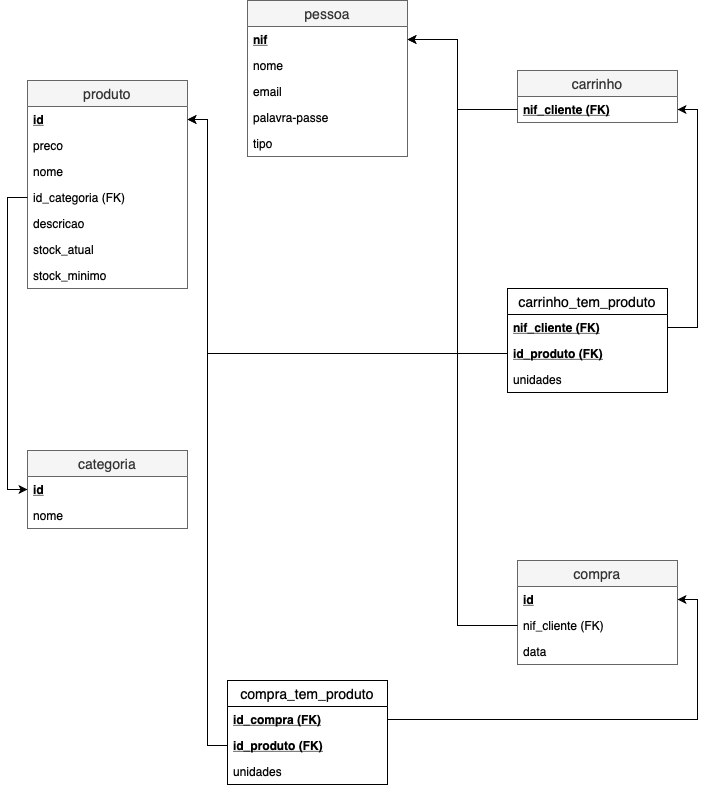 pessoa
nif
nome
email
palavra-passe
tipo
produto
id
preco
nome
id_categoria (FK)
descricao
stock_atual
stock_minimo
carrinho
nif_cliente (FK)
carrinho_tem_produto
nif_cliente (FK)
id_produto (FK)
unidades
categoria
id
nome
compra
id
nif_cliente (FK)
data
compra_tem_produto
id_compra (FK)
id_produto (FK)
unidades